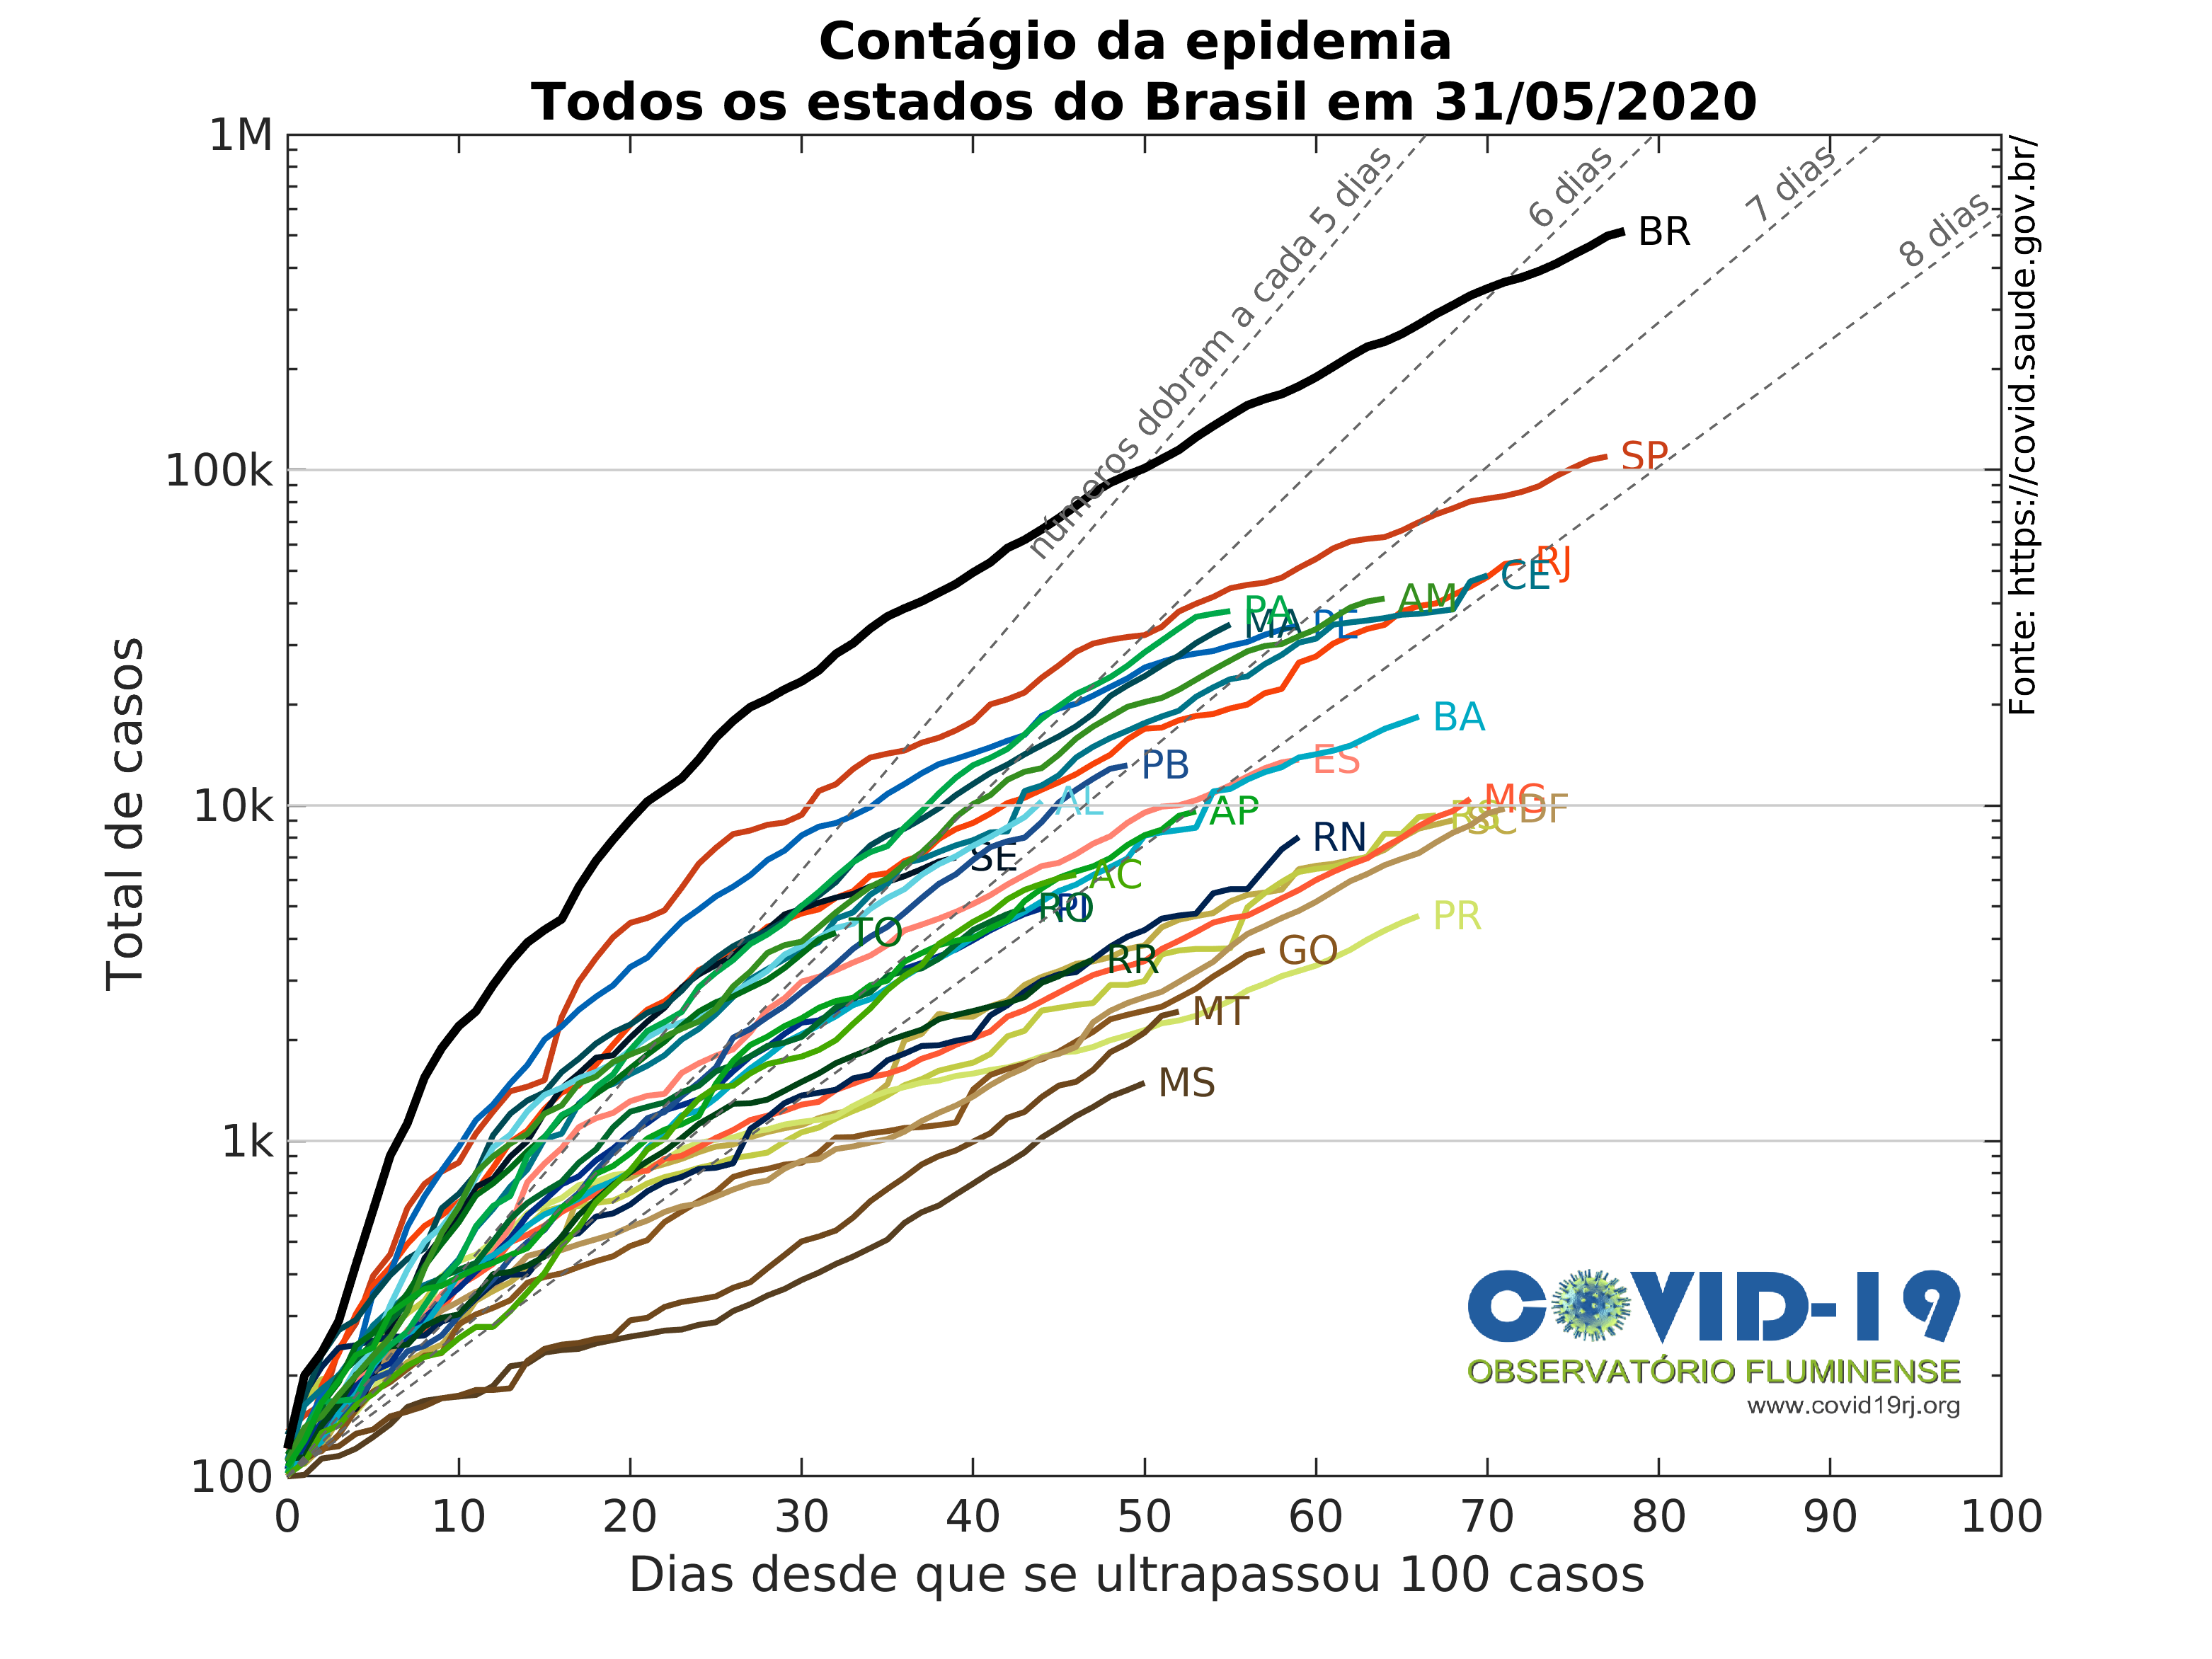 Contágio da epidemia
Todos os estados do Brasil em 31/05/2020
Total de casos
1M
100k
10k
1k
100
0 10 20 30 40 50 60 70 80 90 100
Dias desde que se ultrapassou 100 casos
números dobram a cada 5 dias
6 dias
7 dias
8 dias
BR
SP
RJ
CE
AM
PA
MA
PE
BA
ES
PB
AL
AP
MG
DF
SC
RN
SE
AC
RO
PI
TO
PR
GO
RR
MT
MS
Fonte: https://covid.saude.gov.br/
COVID-19
OBSERVATÓRIO FLUMINENSE
www.covid19rj.org